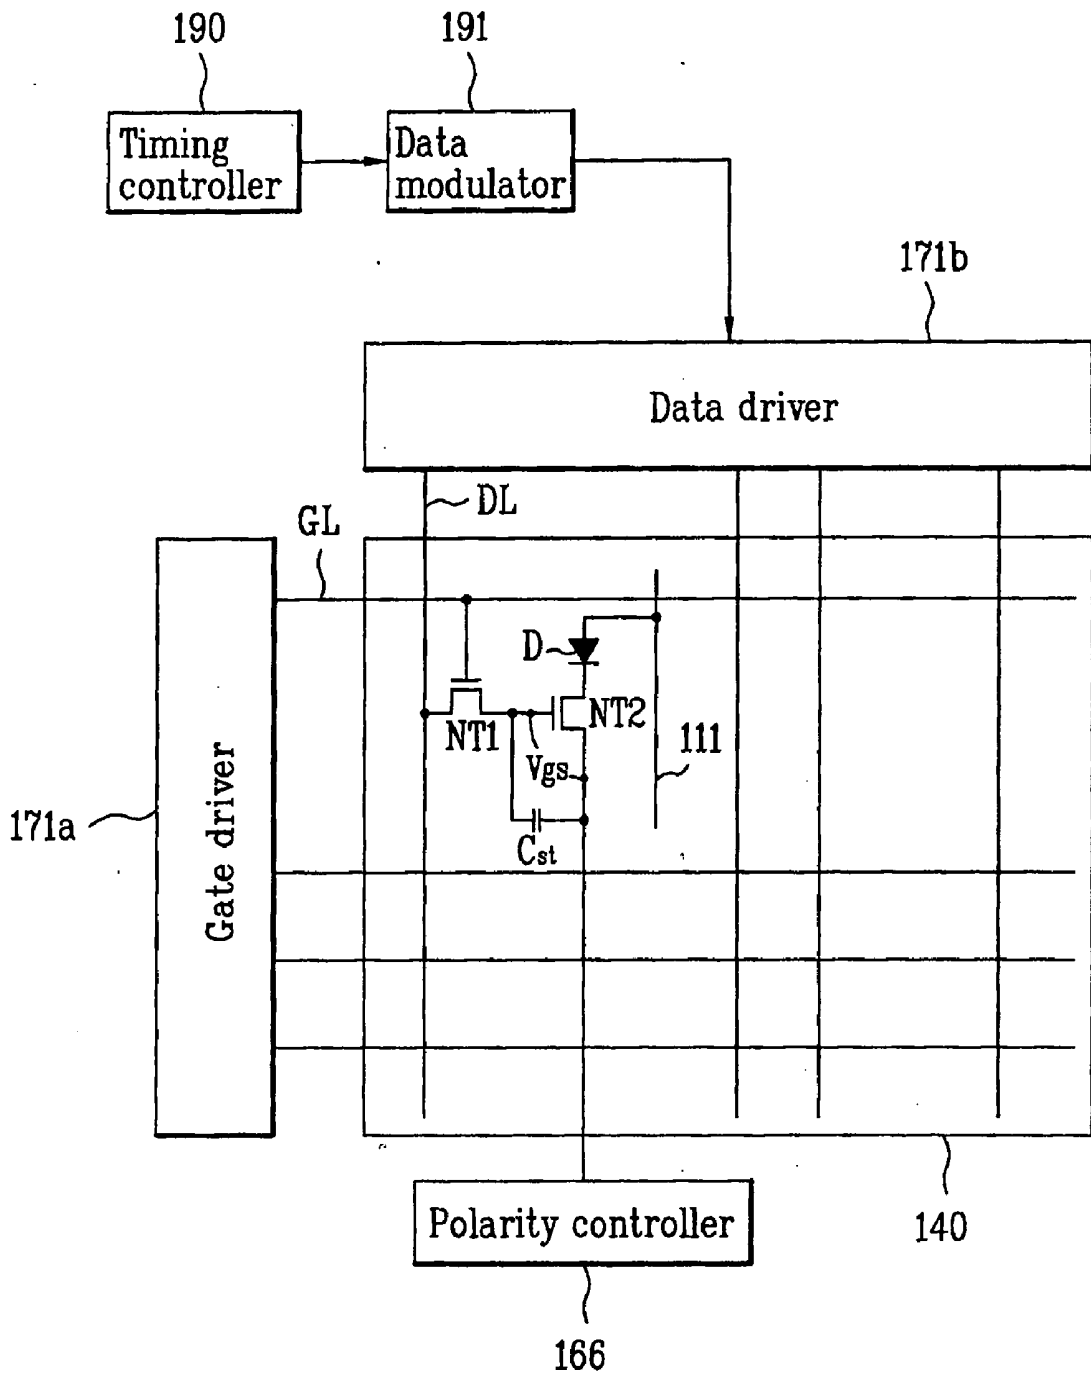 190
191
Timing
controller
Data
modulator
171b
Data driver
DL
GL
D
NT1
NT2
Vgs
111
Cst
171a
Gate driver
Polarity controller
140
166